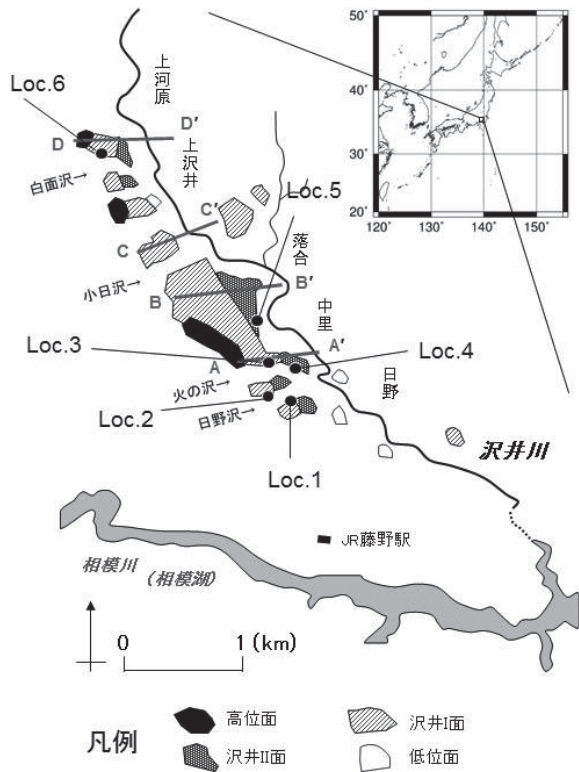 50°
40°
30°
20°
120°
130°
140°
150°
上河原
Loc.6
D
D′
上沢井
白面沢→
C
C′
Loc.5
小日沢→
落合
B
B′
中里
Loc.3
A
A′
Loc.4
火の沢→
日野
Loc.2
日野沢→
Loc.1
沢井川
JR藤野駅
相模川
(相模湖)
0 1 (km)
凡例
高位面
沢井I面
沢井II面
低位面